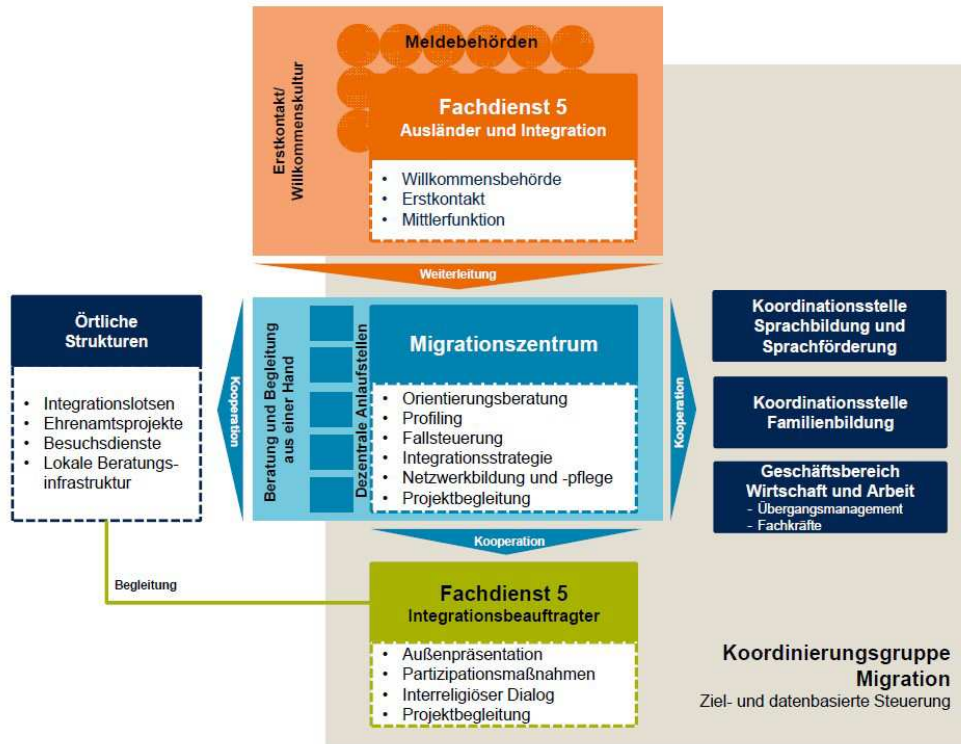 Meldebehörden
Erstkontakt/
Willkommenskultur
Fachdienst 5
Ausländer und Integration
• Willkommensbehörde
• Erstkontakt
• Mittlerfunktion
Weiterleitung
Örtliche
Strukturen
• Integrationslotsen
• Ehrenamtsprojekte
• Besuchsdienste
• Lokale Beratungs-
infrastruktur
Kooperation
Beratung und Begleitung
aus einer Hand
Dezentrale Anlaufstellen
Migrationszentrum
• Orientierungsberatung
• Profiling
• Fallsteuerung
• Integrationsstrategie
• Netzwerkbildung und -pflege
• Projektbegleitung
Kooperation
Koordinationsstelle
Sprachbildung und
Sprachförderung
Koordinationsstelle
Familienbildung
Geschäftsbereich
Wirtschaft und Arbeit
- Übergangsmanagement
- Fachkräfte
Kooperation
Begleitung
Fachdienst 5
Integrationsbeauftragter
• Außenpräsentation
• Partizipationsmaßnahmen
• Interreligiöser Dialog
• Projektbegleitung
Koordinierungsgruppe
Migration
Ziel- und datenbasierte Steuerung